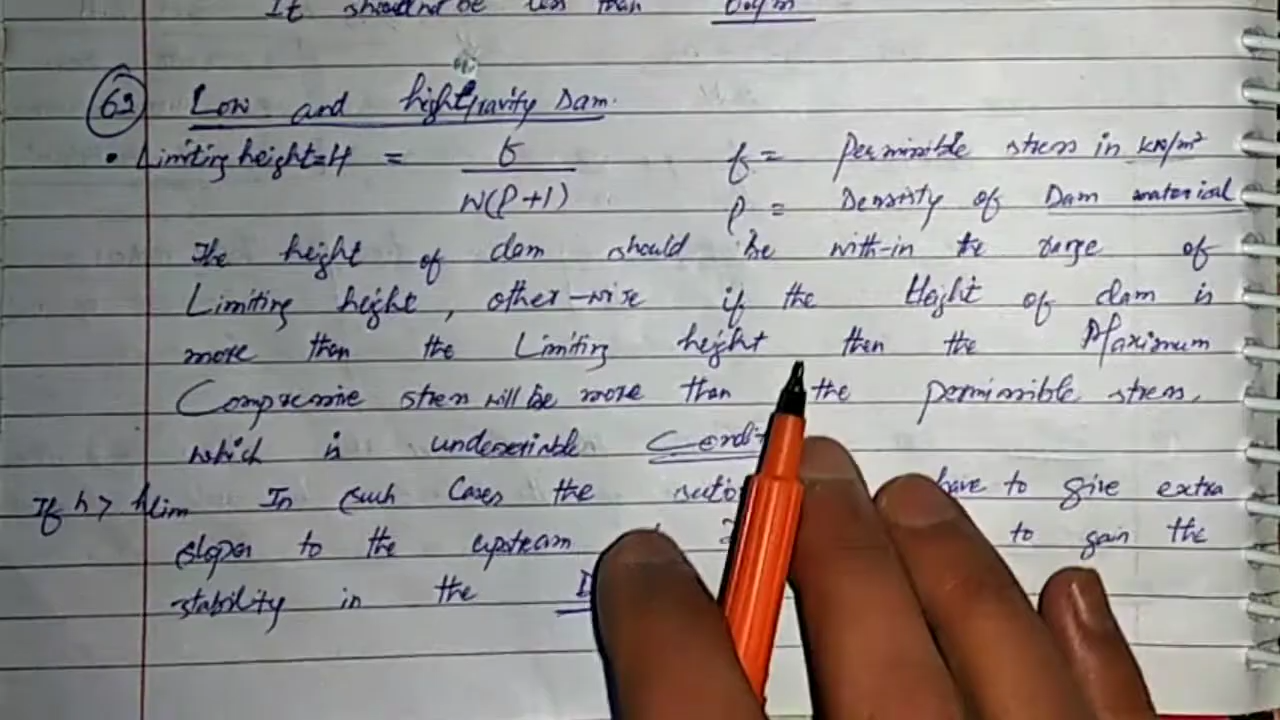 It should not be less than
62 Low and high Gravity Dam.
• Limiting height = H = σ / w(ρ+1) f = Permissible stress in kN/m²
ρ = Density of Dam material
The height of dam should be with-in the range of
Limiting height, other-wise if the Height of dam is
more than the Limiting height then the Maximum
Compressive stress will be more than the permissible stress,
which is undesirable Condit
If h > hlim In such Cases the sectio have to give extra
slopes to the upstream to gain the
stability in the D